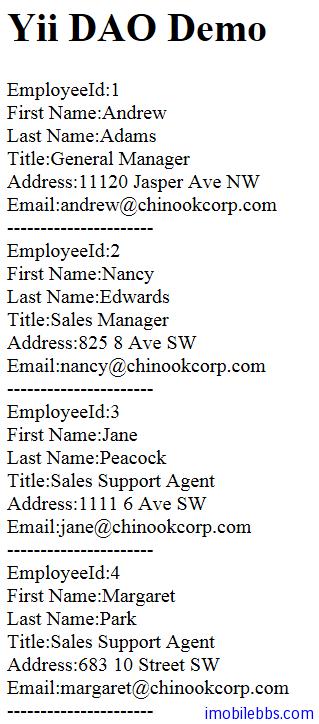 Yii DAO Demo
EmployeeId:1
First Name:Andrew
Last Name:Adams
Title:General Manager
Address:11120 Jasper Ave NW
Email:andrew@chinookcorp.com
----------------------
EmployeeId:2
First Name:Nancy
Last Name:Edwards
Title:Sales Manager
Address:825 8 Ave SW
Email:nancy@chinookcorp.com
----------------------
EmployeeId:3
First Name:Jane
Last Name:Peacock
Title:Sales Support Agent
Address:1111 6 Ave SW
Email:jane@chinookcorp.com
----------------------
EmployeeId:4
First Name:Margaret
Last Name:Park
Title:Sales Support Agent
Address:683 10 Street SW
Email:margaret@chinookcorp.com
----------------------
imobilebbs.com